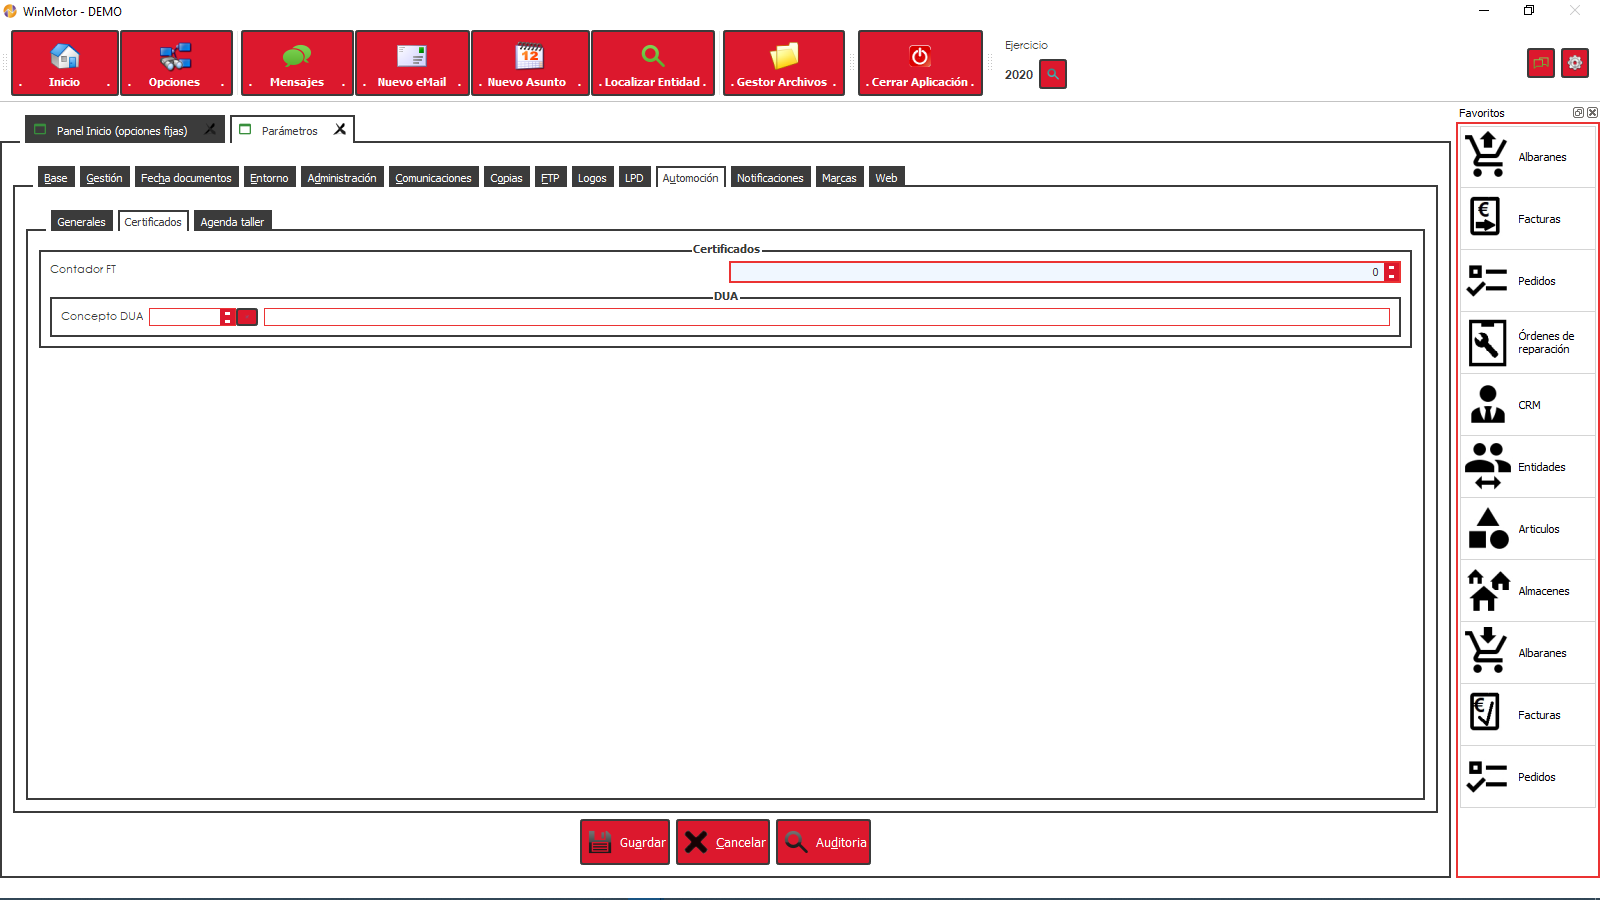 WinMotor - DEMO
. Inicio .
. Opciones .
. Mensajes .
. Nuevo eMail .
. Nuevo Asunto .
. Localizar Entidad .
. Gestor Archivos .
. Cerrar Aplicación .
Ejercicio
2020
Panel Inicio (opciones fijas)
Parámetros
Favoritos
Base
Gestión
Fecha documentos
Entorno
Administración
Comunicaciones
Copias
FTP
Logos
LPD
Automoción
Notificaciones
Marcas
Web
Generales
Certificados
Agenda taller
Certificados
Contador FT
0
DUA
Concepto DUA
Guardar
Cancelar
Auditoria
Albaranes
Facturas
Pedidos
Órdenes de
reparación
CRM
Entidades
Articulos
Almacenes
Albaranes
Facturas
Pedidos